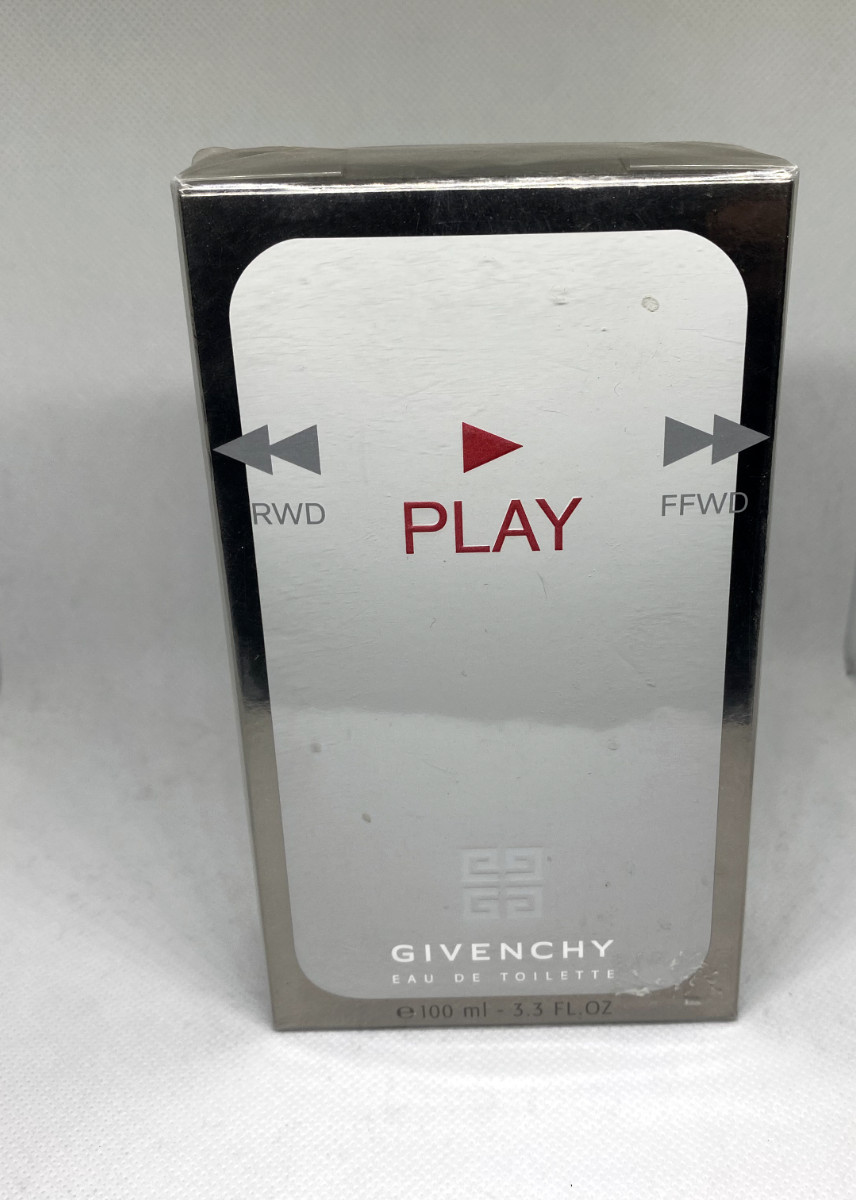 RWD PLAY FFWD
GIVENCHY
EAU DE TOILETTE
℮100 ml - 3.3 FL.OZ